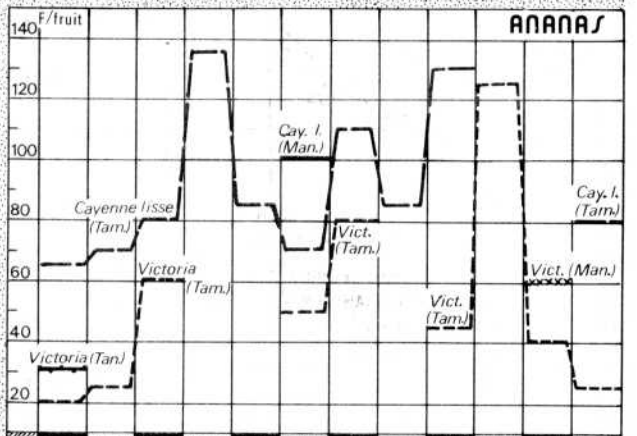 F/fruit
ANANAS
140
120
100
80
60
40
20
Cay. l.
(Man.)
Cayenne lisse
(Tam.)
Victoria
(Tam.)
Vict.
(Tam.)
Cay. l.
(Tam.)
Vict. (Man.)
Vict.
(Tam.)
Victoria (Tan.)